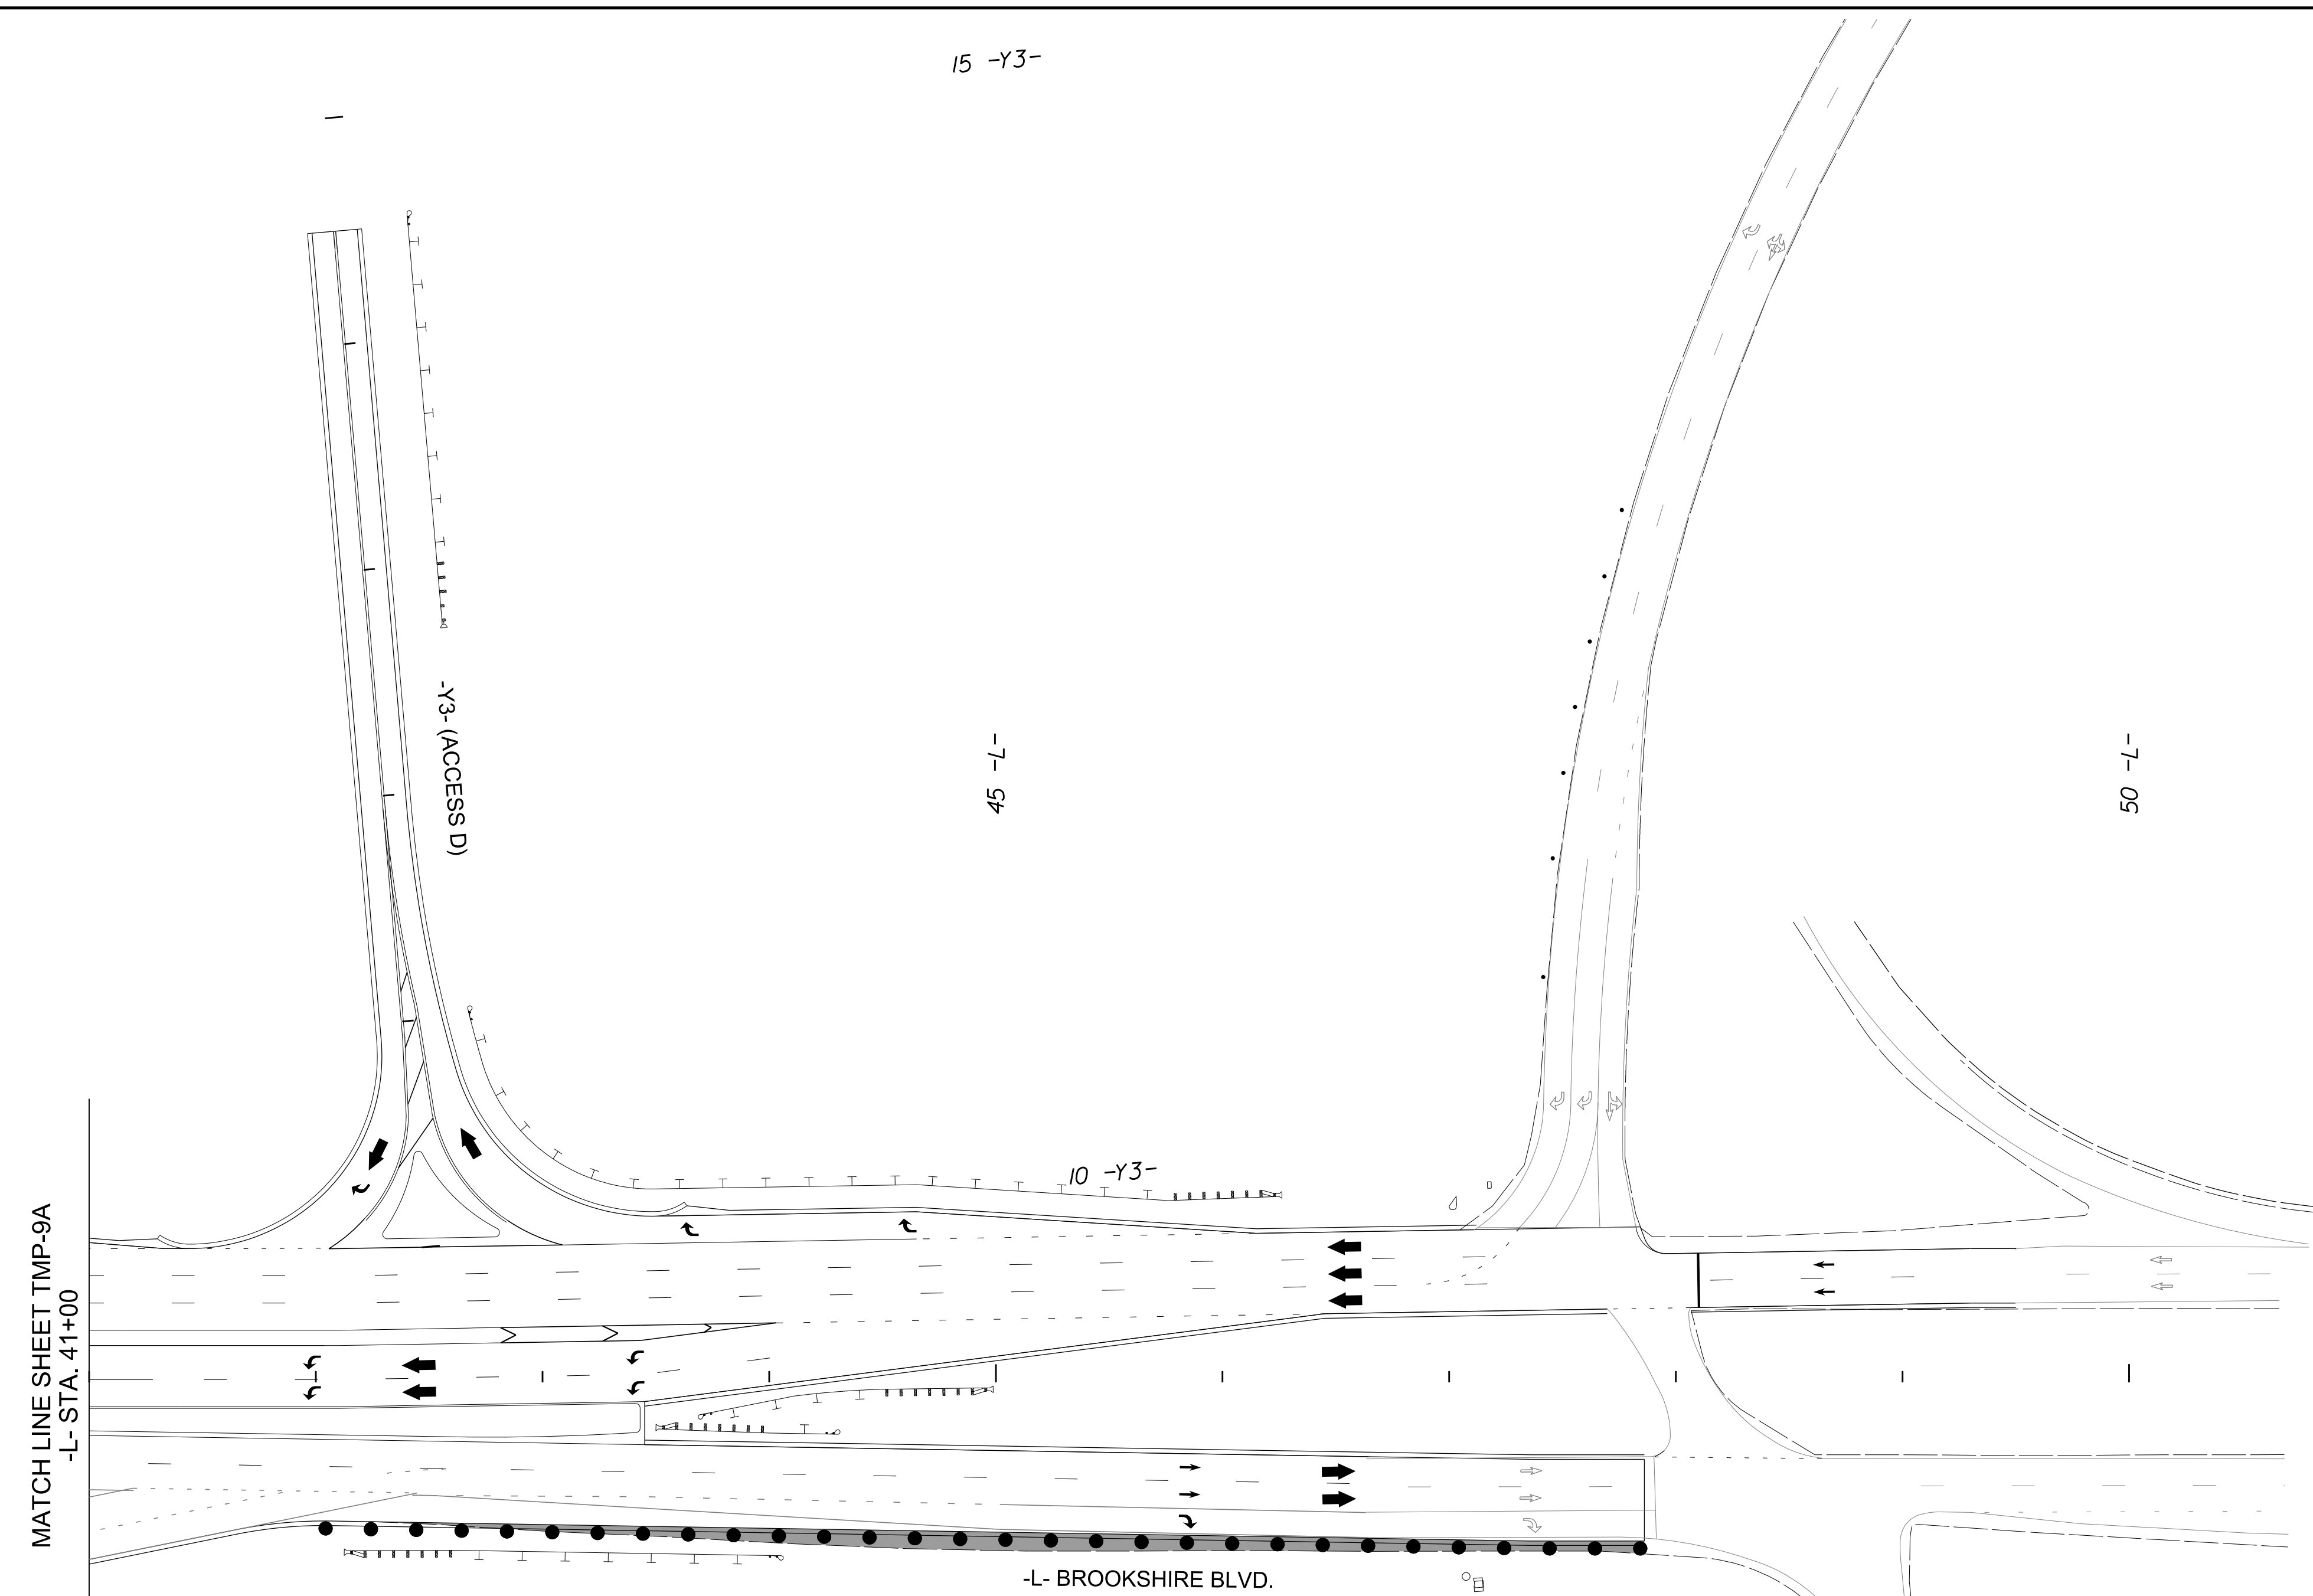 15 -Y3-
-Y3- (ACCESS D)
45 -L-
50 -L-
10 -Y3-
MATCH LINE SHEET TMP-9A
-L- STA. 41+00
-L- BROOKSHIRE BLVD.